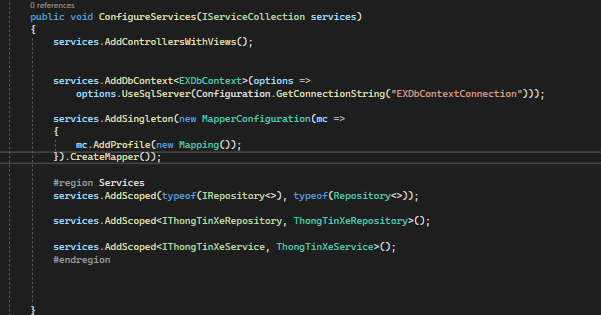 0 references
public void ConfigureServices(IServiceCollection services)
{
services.AddControllersWithViews();
services.AddDbContext<EXDbContext>(options =>
options.UseSqlServer(Configuration.GetConnectionString("EXDbContextConnection")));
services.AddSingleton(new MapperConfiguration(mc =>
{
mc.AddProfile(new Mapping());
}).CreateMapper());
#region Services
services.AddScoped(typeof(IRepository<>), typeof(Repository<>));
services.AddScoped<IThongTinXeRepository, ThongTinXeRepository>();
services.AddScoped<IThongTinXeService, ThongTinXeService>();
#endregion
}